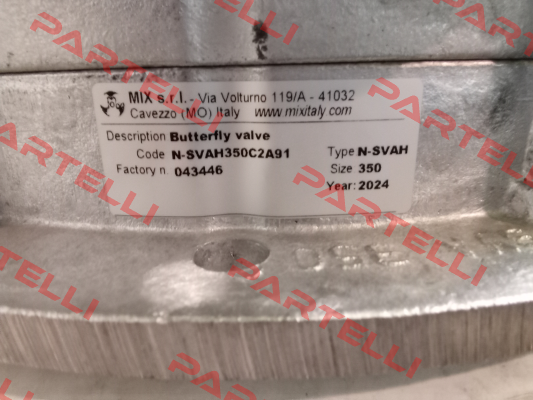 MIX s.r.l. - Via Volturno 119/A - 41032
Cavezzo (MO) Italy www.mixitaly.com
Description Butterfly valve
Code N-SVAH350C2A91 Type N-SVAH
Factory n. 043446 Size 350
Year: 2024
PARTELLI
PARTELLI
PARTELLI
PARTELLI
PARTELLI